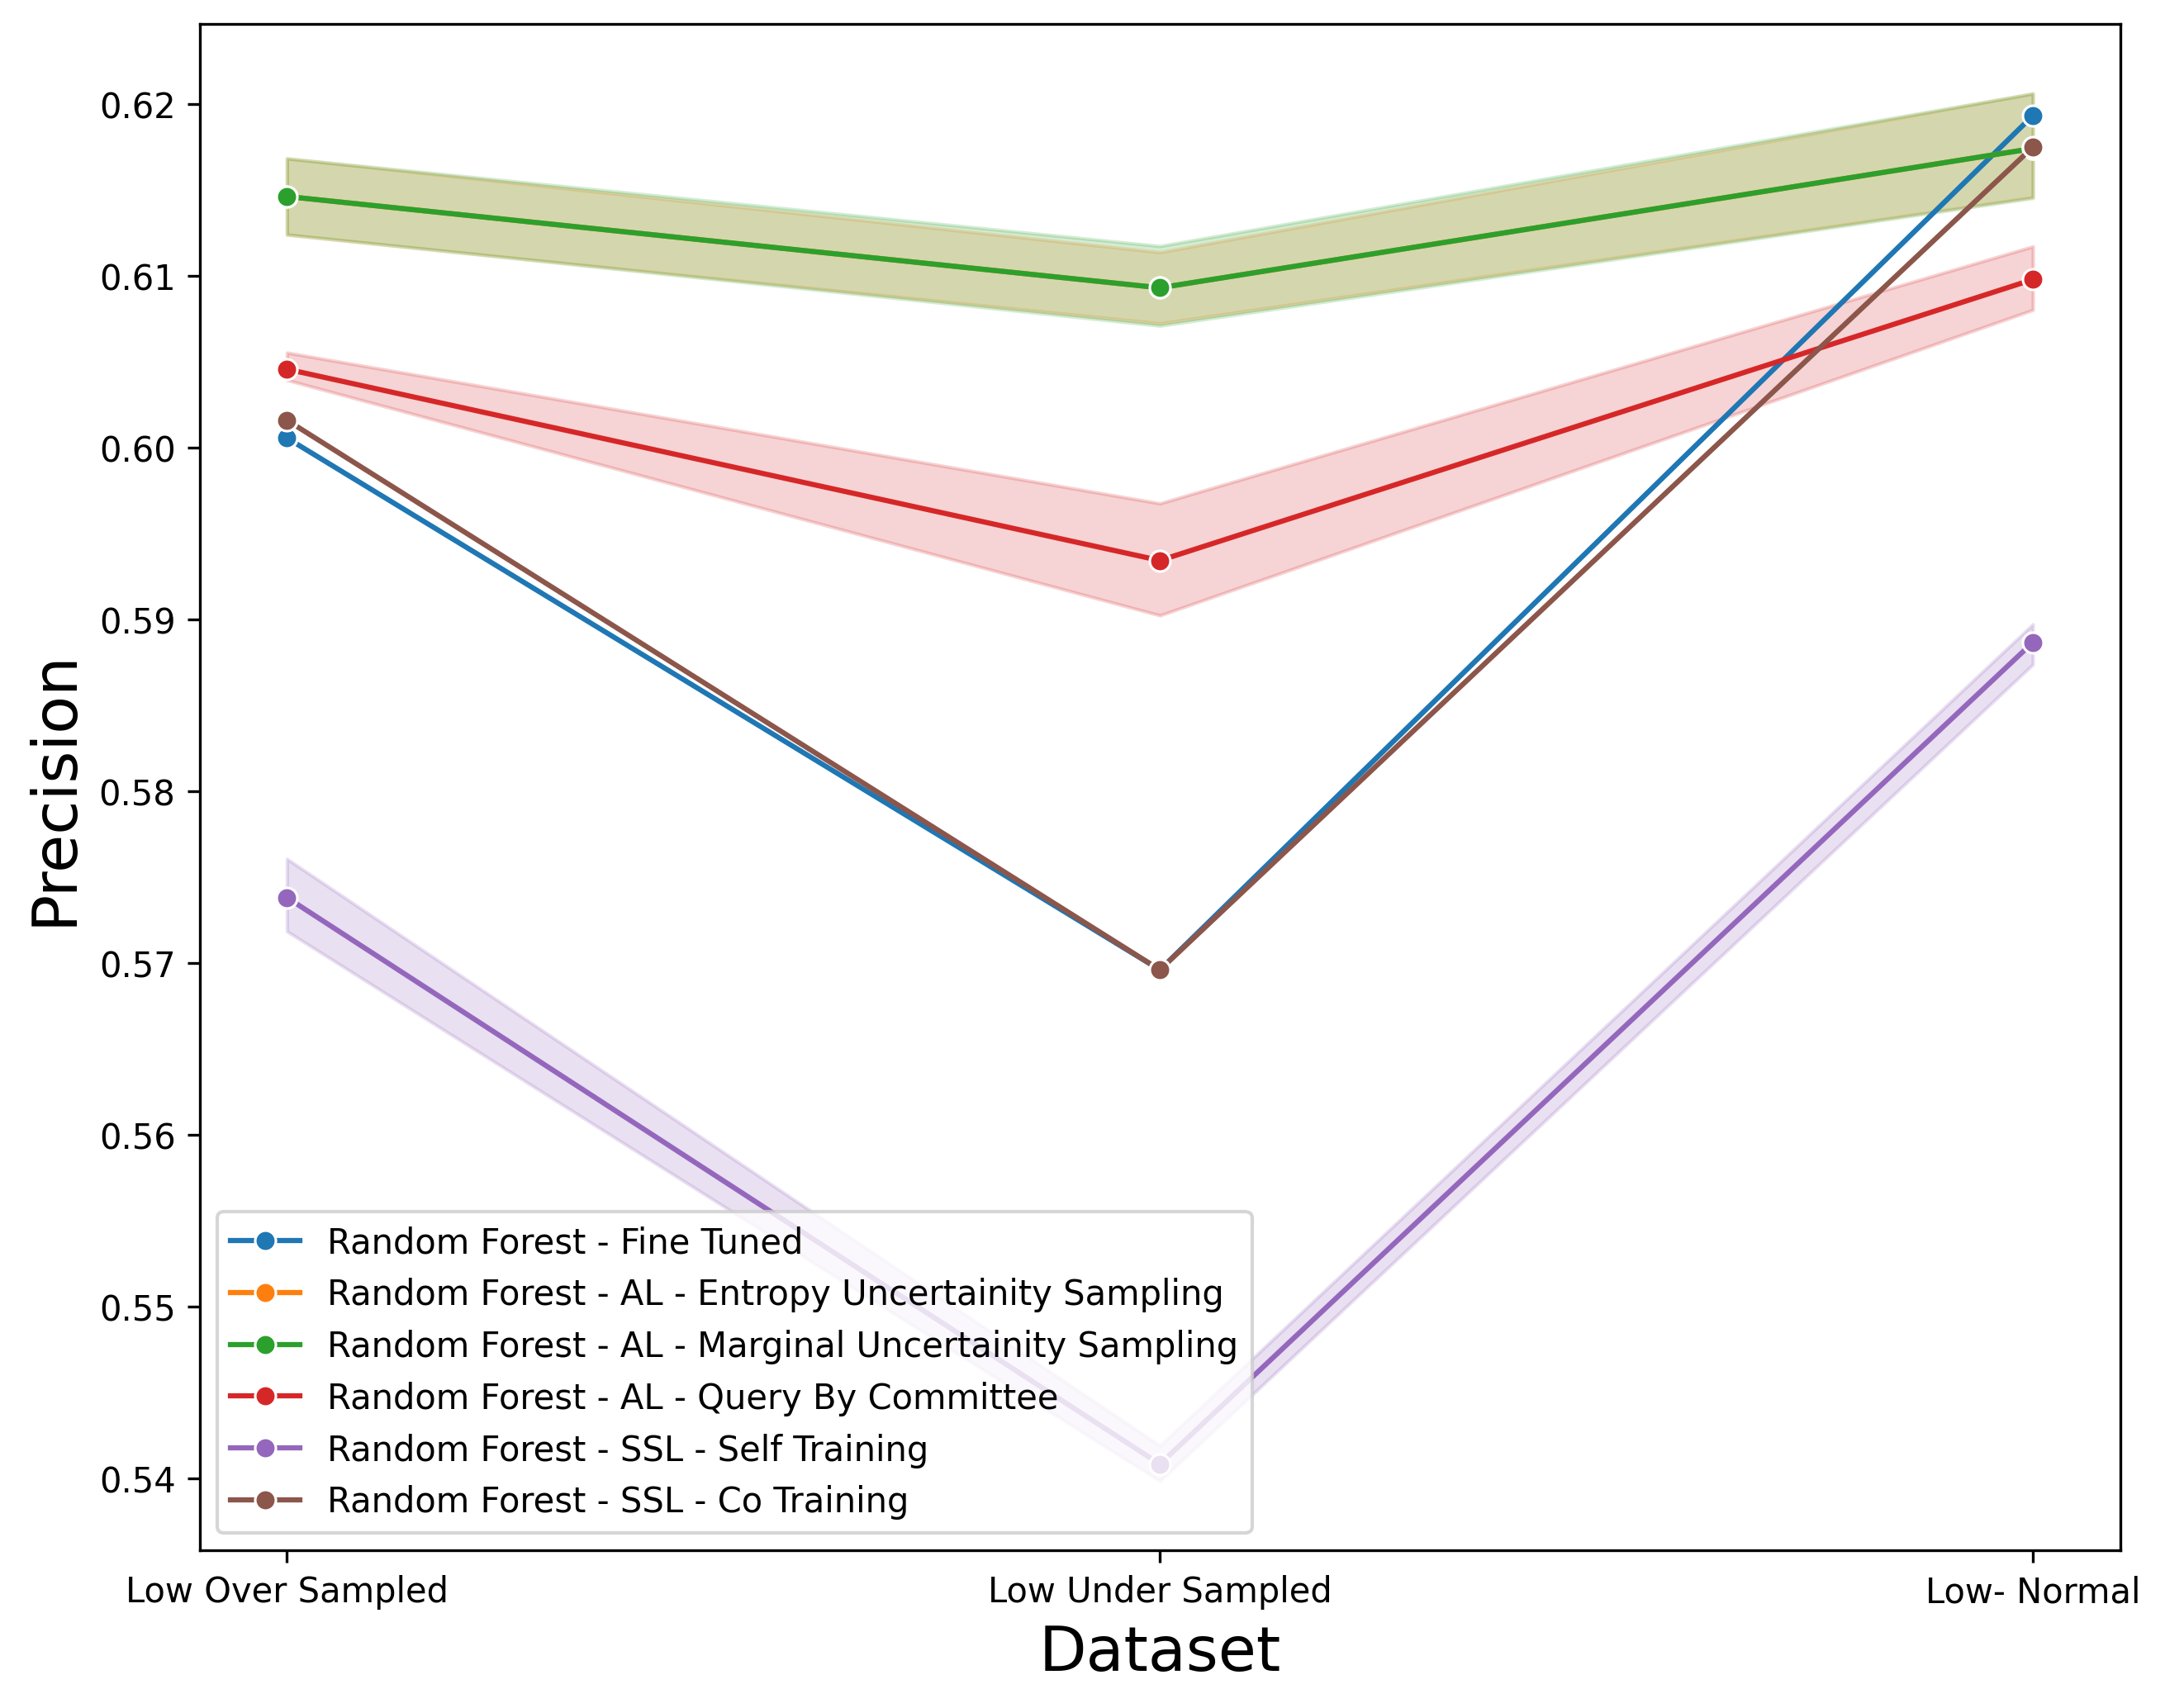 0.62
0.61
0.60
0.59
0.58
0.57
0.56
0.55
0.54
Precision
Random Forest - Fine Tuned
Random Forest - AL - Entropy Uncertainity Sampling
Random Forest - AL - Marginal Uncertainity Sampling
Random Forest - AL - Query By Committee
Random Forest - SSL - Self Training
Random Forest - SSL - Co Training
Low Over Sampled
Low Under Sampled
Low- Normal
Dataset